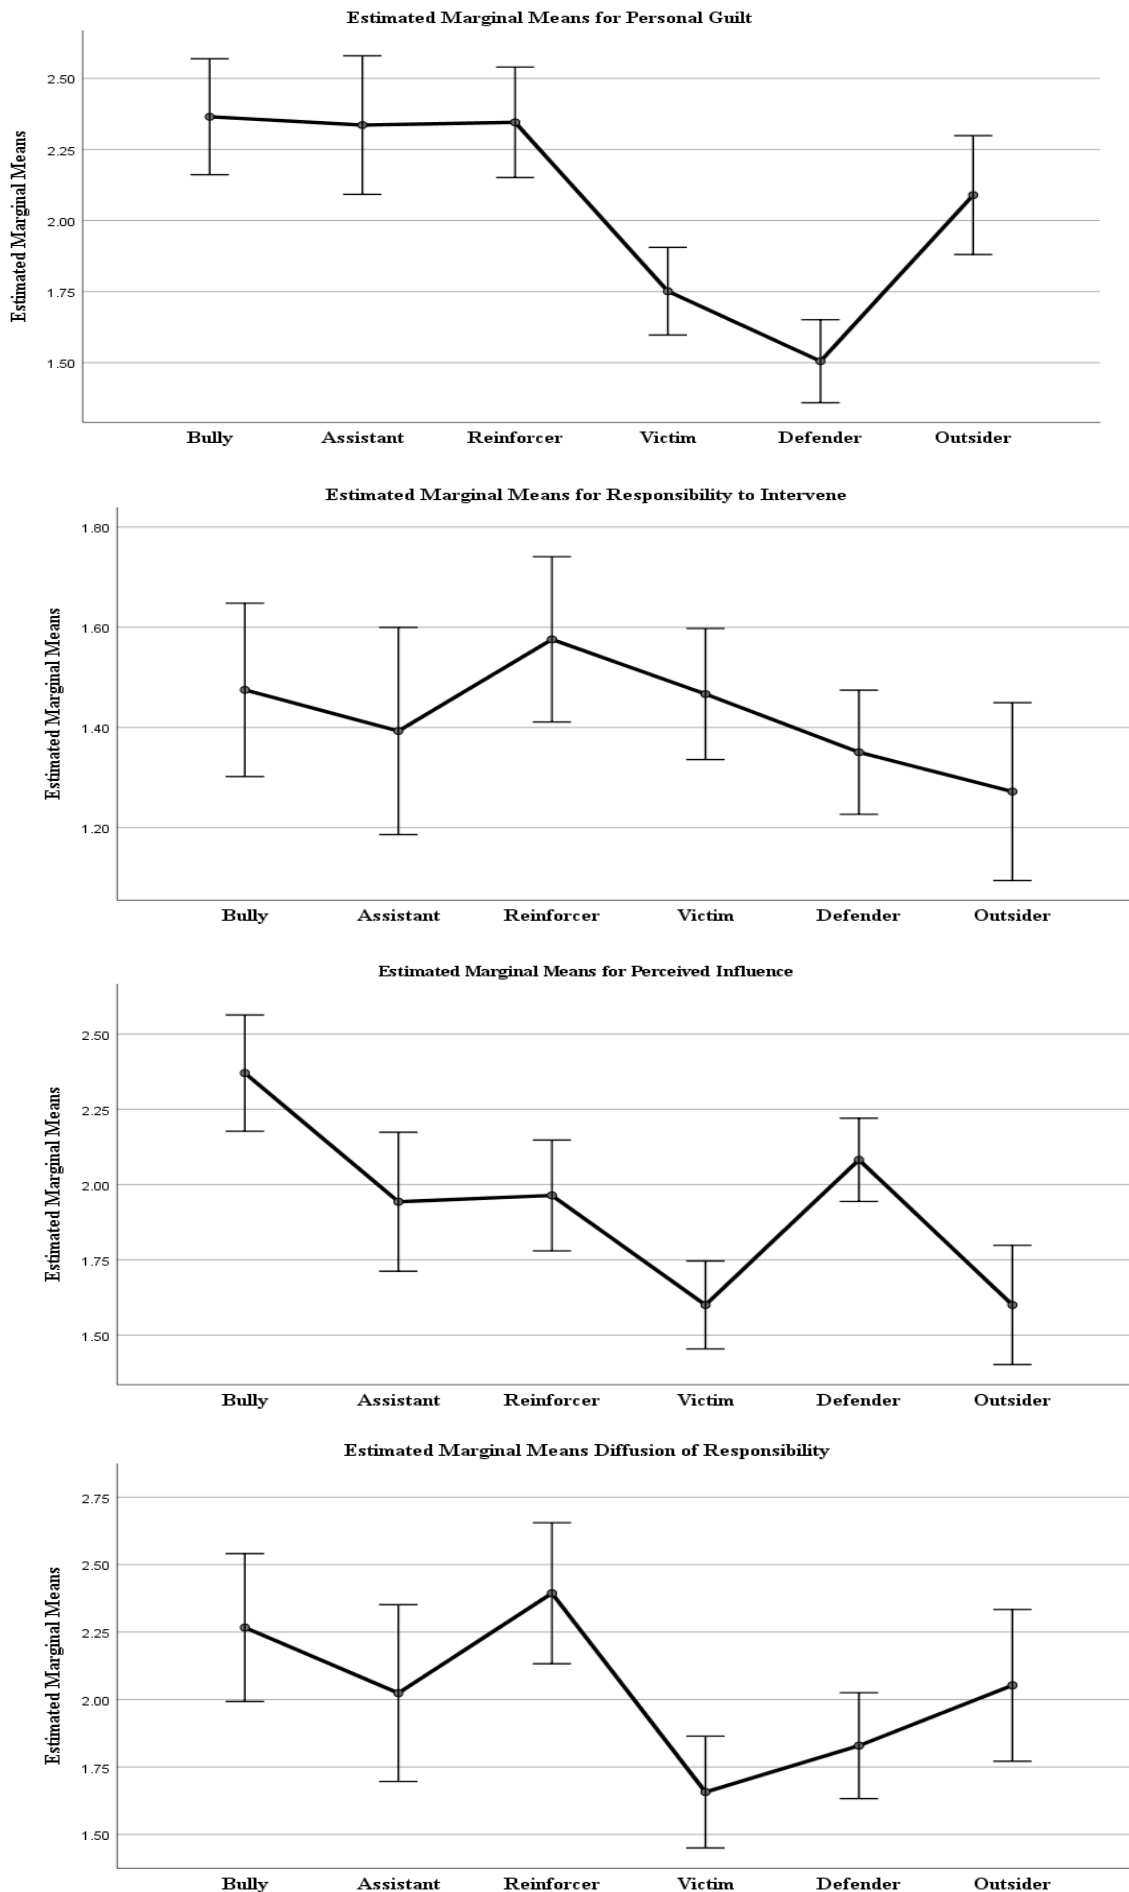 Estimated Marginal Means for Personal Guilt
Estimated Marginal Means
2.50
2.25
2.00
1.75
1.50
Bully Assistant Reinforcer Victim Defender Outsider
Estimated Marginal Means for Responsibility to Intervene
Estimated Marginal Means
1.80
1.60
1.40
1.20
Bully Assistant Reinforcer Victim Defender Outsider
Estimated Marginal Means for Perceived Influence
Estimated Marginal Means
2.50
2.25
2.00
1.75
1.50
Bully Assistant Reinforcer Victim Defender Outsider
Estimated Marginal Means Diffusion of Responsibility
Estimated Marginal Means
2.75
2.50
2.25
2.00
1.75
1.50
Bully Assistant Reinforcer Victim Defender Outsider